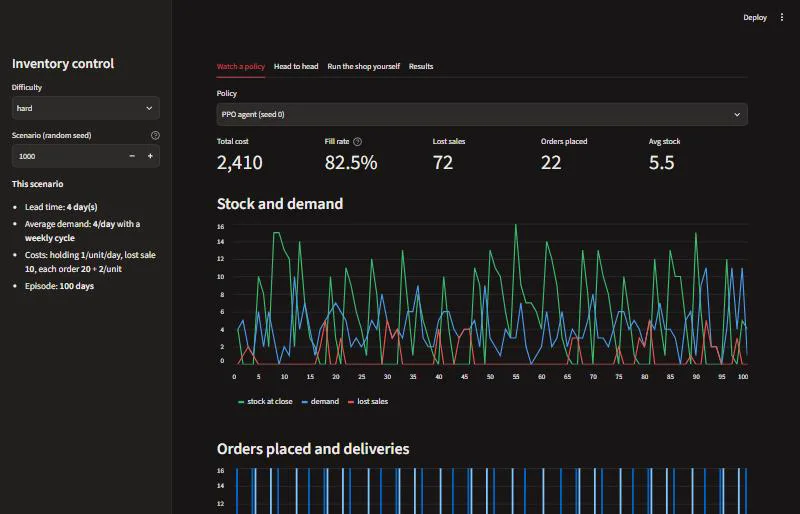 Deploy
Inventory control
Difficulty
hard
Scenario (random seed)
1000
This scenario
Lead time: 4 day(s)
Average demand: 4/day with a
weekly cycle
Costs: holding 1/unit/day, lost sale
10, each order 20 + 2/unit
Episode: 100 days
Watch a policy Head to head Run the shop yourself Results
Policy
PPO agent (seed 0)
Total cost Fill rate Lost sales Orders placed Avg stock
2,410 82.5% 72 22 5.5
Stock and demand
16
14
12
10
8
6
4
2
0
0 5 10 15 20 25 30 35 40 45 50 55 60 65 70 75 80 85 90 95 100
stock at close demand lost sales
Orders placed and deliveries
16
14
12